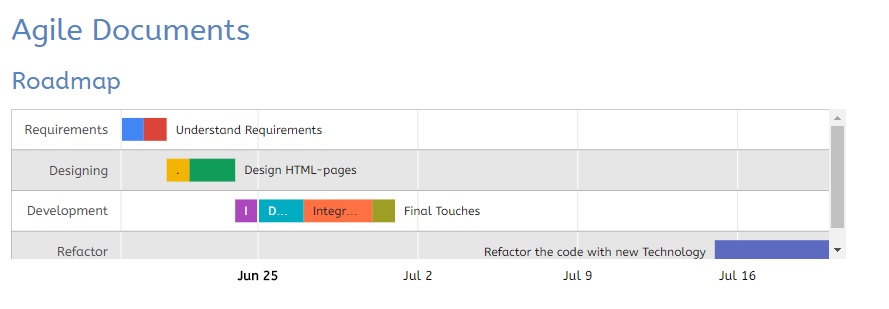 Agile Documents
Roadmap
Requirements
Understand Requirements
Designing
.
Design HTML-pages
Development
I
D...
Integr...
Final Touches
Refactor
Refactor the code with new Technology
Jun 25
Jul 2
Jul 9
Jul 16